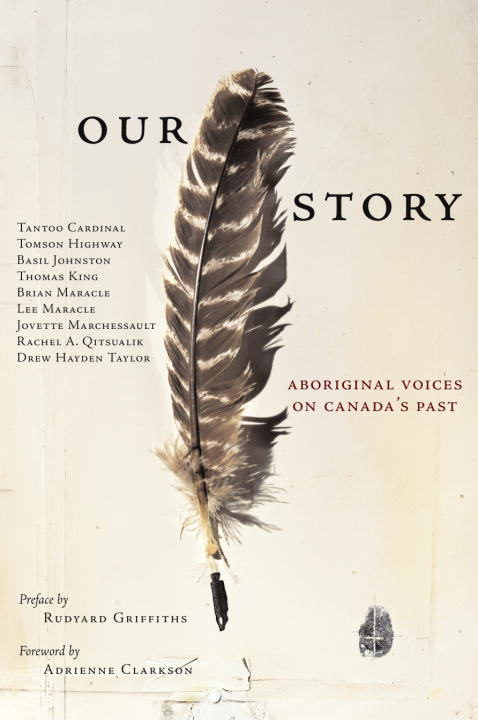 OUR
STORY
Tantoo Cardinal
Tomson Highway
Basil Johnston
Thomas King
Brian Maracle
Lee Maracle
Jovette Marchessault
Rachel A. Qitsualik
Drew Hayden Taylor
ABORIGINAL VOICES
ON CANADA'S PAST
Preface by
Rudyard Griffiths
Foreword by
Adrienne Clarkson